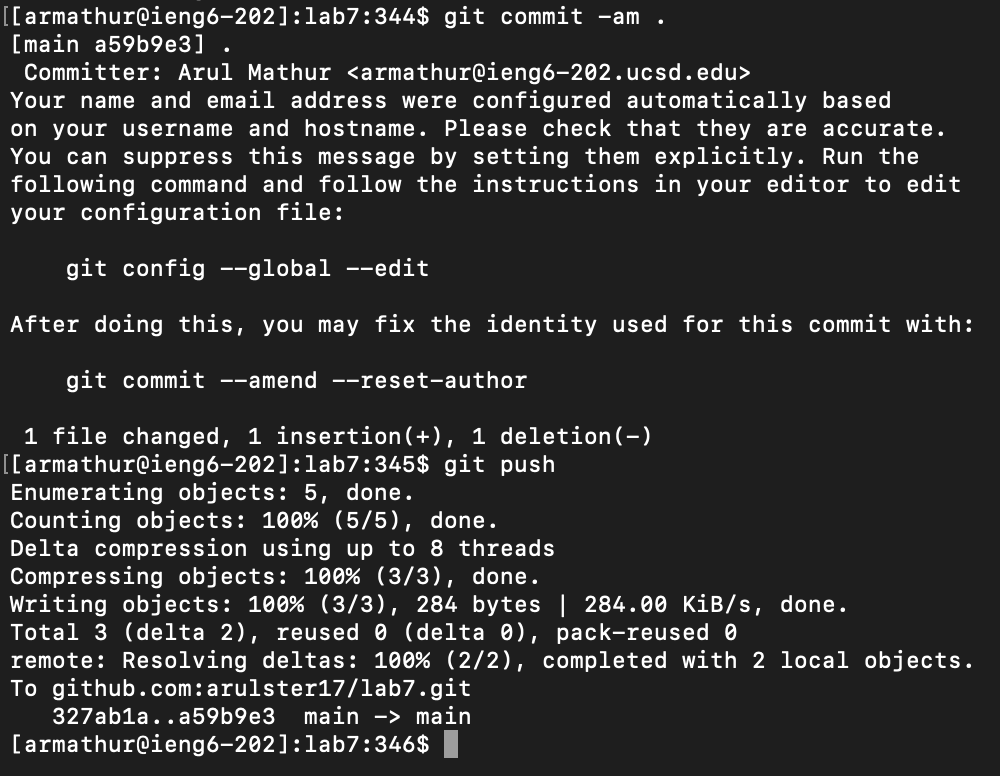 [[armathur@ieng6-202]:lab7:344$ git commit -am .
[main a59b9e3] .
 Committer: Arul Mathur <armathur@ieng6-202.ucsd.edu>
Your name and email address were configured automatically based
on your username and hostname. Please check that they are accurate.
You can suppress this message by setting them explicitly. Run the
following command and follow the instructions in your editor to edit
your configuration file:

    git config --global --edit

After doing this, you may fix the identity used for this commit with:

    git commit --amend --reset-author

 1 file changed, 1 insertion(+), 1 deletion(-)
[[armathur@ieng6-202]:lab7:345$ git push
Enumerating objects: 5, done.
Counting objects: 100% (5/5), done.
Delta compression using up to 8 threads
Compressing objects: 100% (3/3), done.
Writing objects: 100% (3/3), 284 bytes | 284.00 KiB/s, done.
Total 3 (delta 2), reused 0 (delta 0), pack-reused 0
remote: Resolving deltas: 100% (2/2), completed with 2 local objects.
To github.com:arulster17/lab7.git
   327ab1a..a59b9e3  main -> main
[armathur@ieng6-202]:lab7:346$